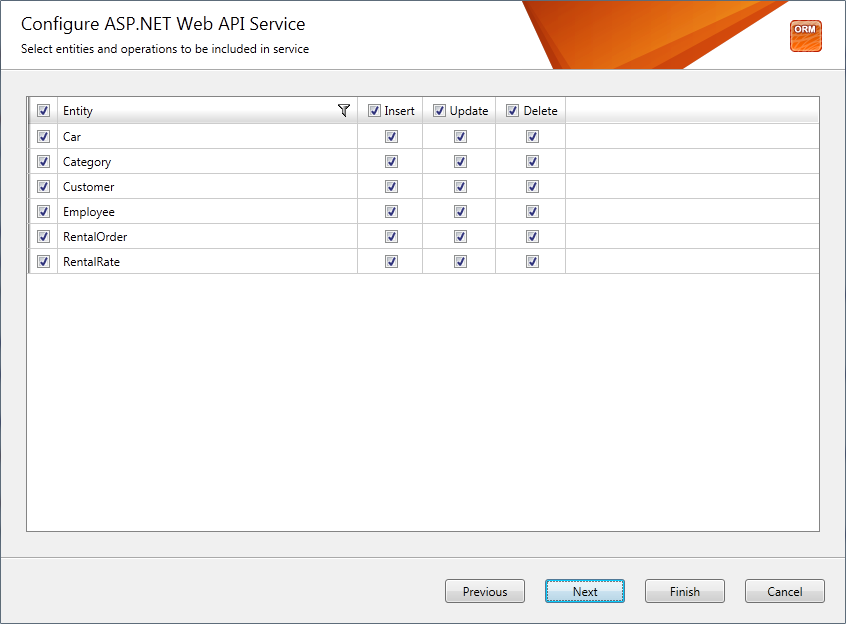 Configure ASP.NET Web API Service
Select entities and operations to be included in service
ORM
Entity Insert Update Delete
Car
Category
Customer
Employee
RentalOrder
RentalRate
Previous Next Finish Cancel